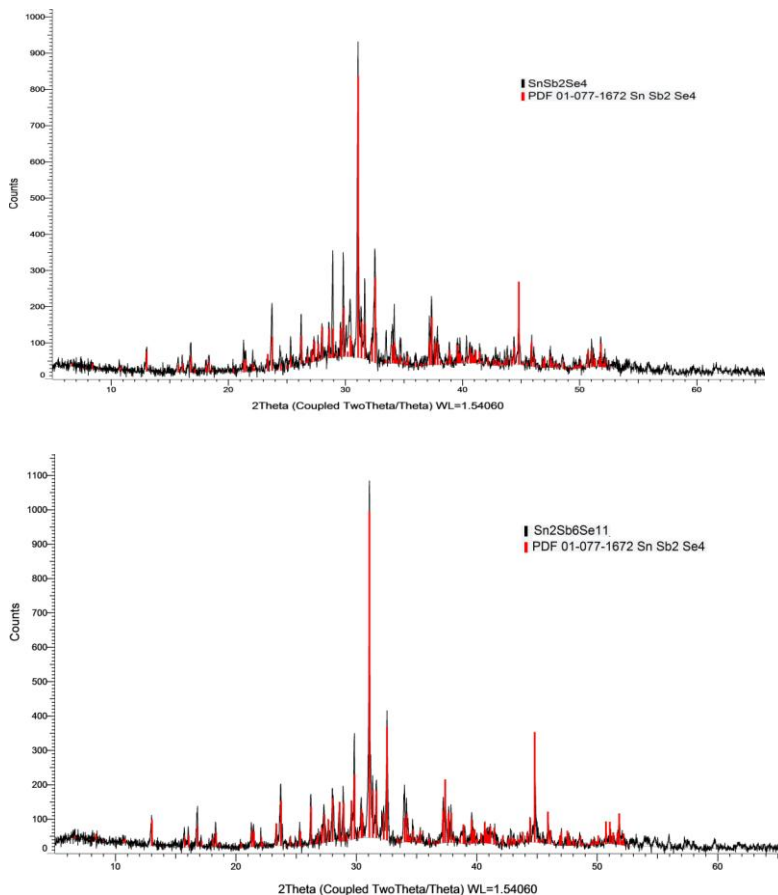 1000
900
800
700
600
500
400
300
200
100
0
Counts
SnSb2Se4
PDF 01-077-1672 Sn Sb2 Se4
10 20 30 40 50 60
2Theta (Coupled TwoTheta/Theta) WL=1.54060
1100
1000
900
800
700
600
500
400
300
200
100
0
Counts
Sn2Sb6Se11
PDF 01-077-1672 Sn Sb2 Se4
10 20 30 40 50 60
2Theta (Coupled TwoTheta/Theta) WL=1.54060